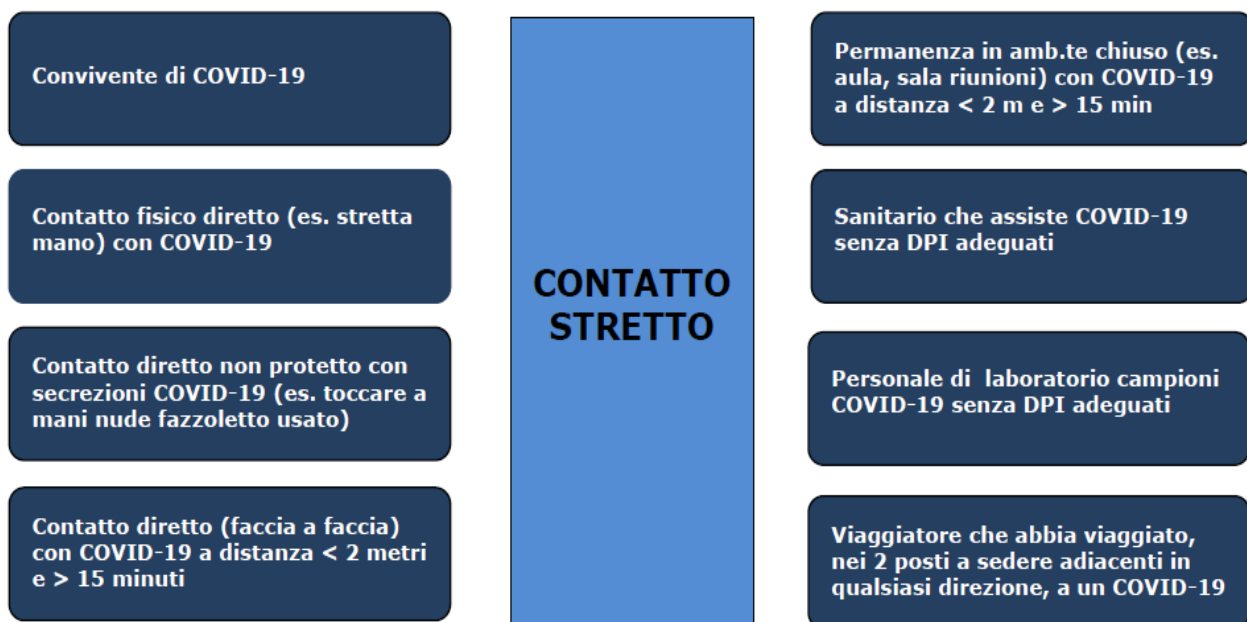 Convivente di COVID-19
Contatto fisico diretto (es. stretta
mano) con COVID-19
Contatto diretto non protetto con
secrezioni COVID-19 (es. toccare a
mani nude fazzoletto usato)
Contatto diretto (faccia a faccia)
con COVID-19 a distanza < 2 metri
e > 15 minuti
CONTATTO
STRETTO
Permanenza in amb.te chiuso (es.
aula, sala riunioni) con COVID-19
a distanza < 2 m e > 15 min
Sanitario che assiste COVID-19
senza DPI adeguati
Personale di laboratorio campioni
COVID-19 senza DPI adeguati
Viaggiatore che abbia viaggiato,
nei 2 posti a sedere adiacenti in
qualsiasi direzione, a un COVID-19